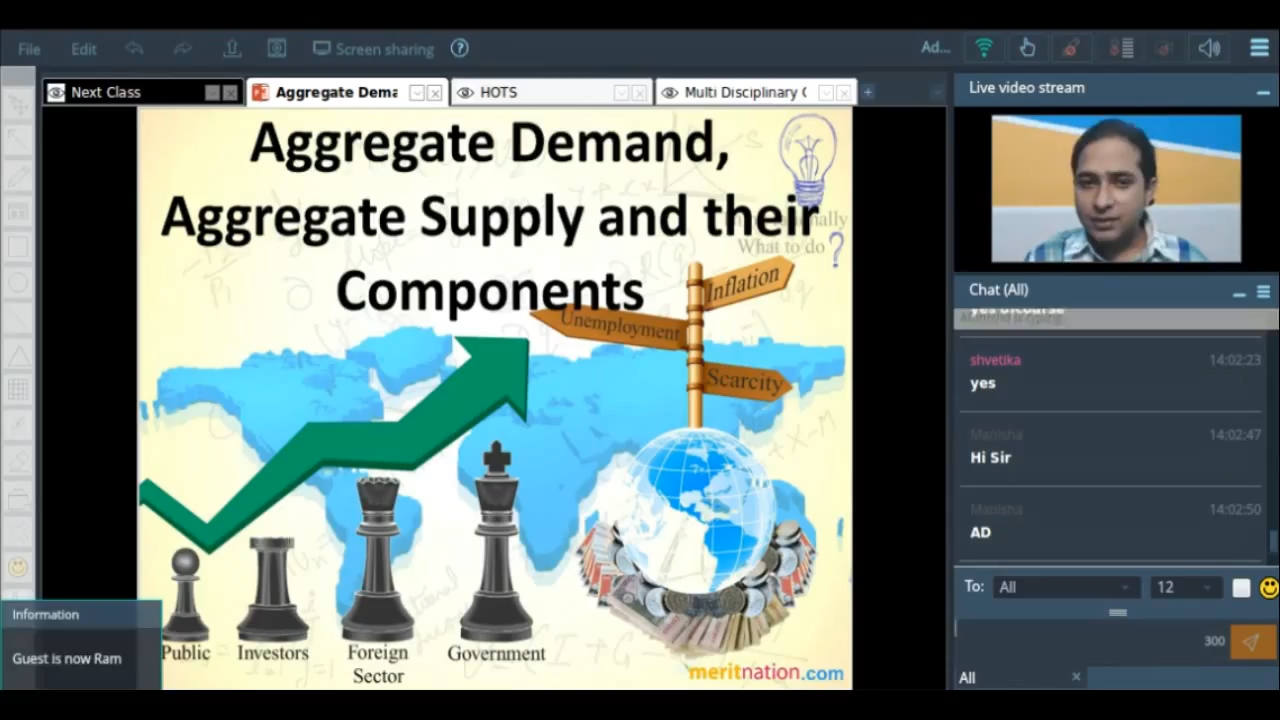 File Edit Screen sharing ? Ad...
Next Class
Aggregate Dema
HOTS
Multi Disciplinary
Aggregate Demand,
Aggregate Supply and their
Components
What to do ?
Inflation
Unemployment
Scarcity
Public
Investors
Foreign
Sector
Government
meritnation.com
Live video stream
Chat (All)
shvetika 14:02:23
yes
Manisha 14:02:47
Hi Sir
Manisha 14:02:50
AD
To: All 12
300
All
Information
Guest is now Ram